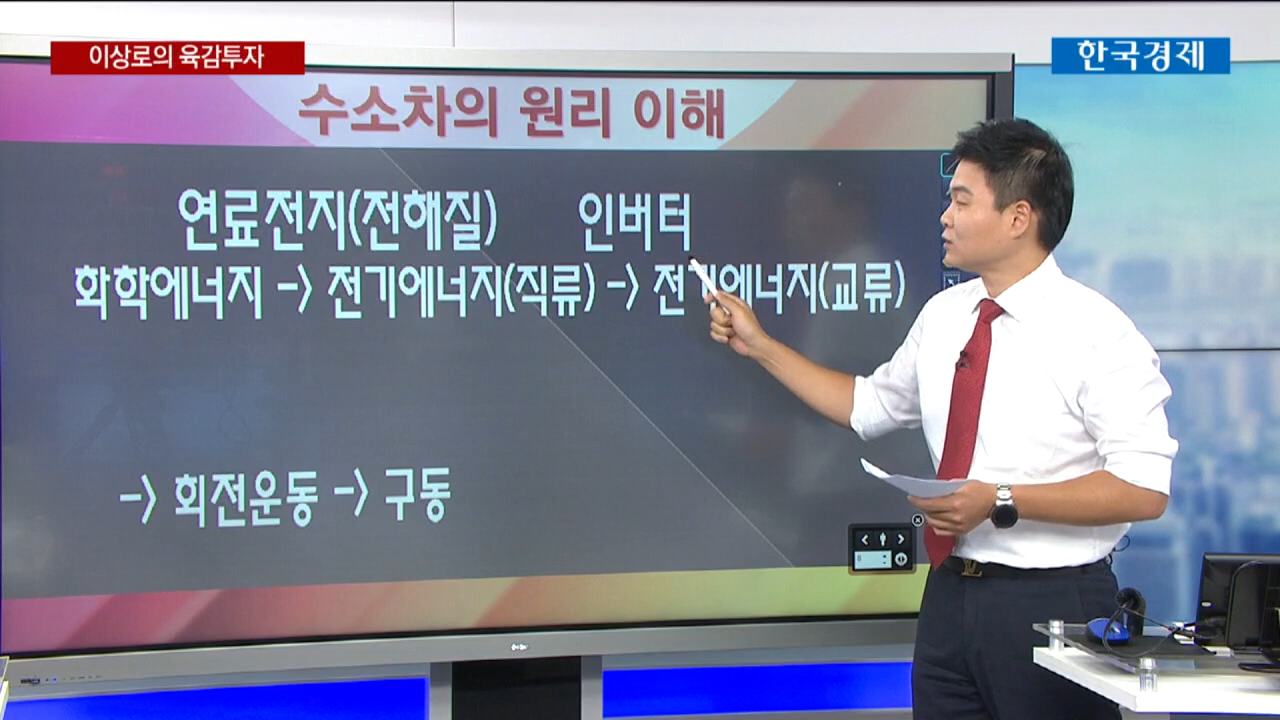 이상로의 육감투자
한국경제
수소차의 원리 이해
연료전지(전해질) 인버터
화학에너지 -> 전기에너지(직류) -> 전기에너지(교류)
-> 회전운동 -> 구동